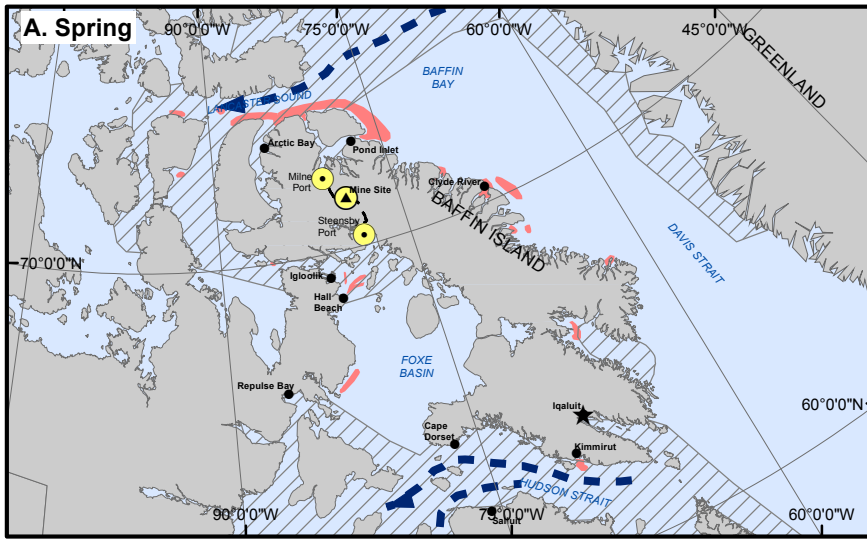 A. Spring
90°0'0"W
75°0'0"W
60°0'0"W
45°0'0"W
GREENLAND
BAFFIN
BAY
LANCASTER SOUND
Arctic Bay
Pond Inlet
Milne
Port
Mine Site
Clyde River
Steensby
Port
BAFFIN ISLAND
DAVIS STRAIT
70°0'0"N
Igloolik
Hall
Beach
FOXE
BASIN
Repulse Bay
Iqaluit
60°0'0"N
Cape
Dorset
Kimmirut
HUDSON STRAIT
Salluit
90°0'0"W
75°0'0"W
60°0'0"W